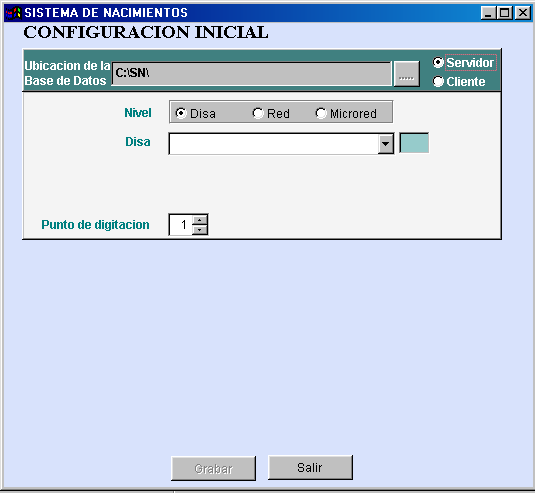 SISTEMA DE NACIMIENTOS
CONFIGURACION INICIAL
Ubicacion de la
Base de Datos
C:\SN\
.....
Servidor
Cliente
Nivel
Disa
Red
Microred
Disa
Punto de digitacion
1
Grabar
Salir